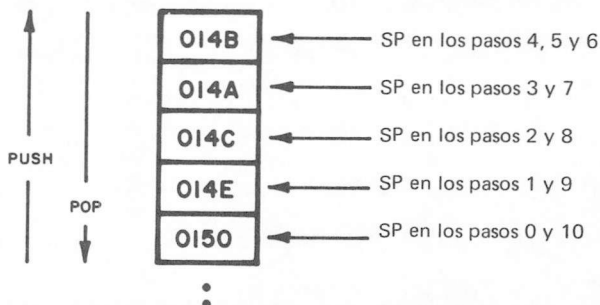 014B
SP en los pasos 4, 5 y 6
014A
SP en los pasos 3 y 7
014C
SP en los pasos 2 y 8
PUSH
014E
SP en los pasos 1 y 9
POP
0150
SP en los pasos 0 y 10